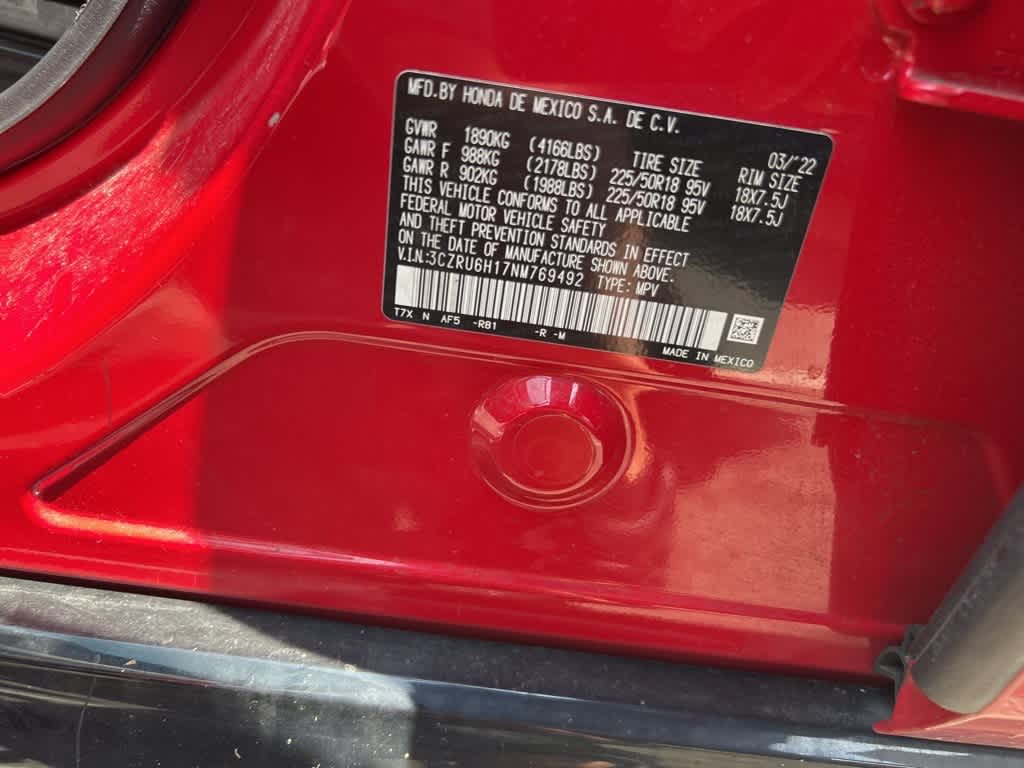 MFD.BY HONDA DE MEXICO S.A. DE C.V.
03/'22
GVWR 1890KG (4166LBS) TIRE SIZE RIM SIZE
GAWR F 988KG (2178LBS) 225/50R18 95V 18X7.5J
GAWR R 902KG (1988LBS) 225/50R18 95V 18X7.5J
THIS VEHICLE CONFORMS TO ALL APPLICABLE
FEDERAL MOTOR VEHICLE SAFETY
AND THEFT PREVENTION STANDARDS IN EFFECT
ON THE DATE OF MANUFACTURE SHOWN ABOVE.
V.I.N:3CZRU6H17NM769492 TYPE: MPV
T7X N AF5 -R81 -R -M
MADE IN MEXICO